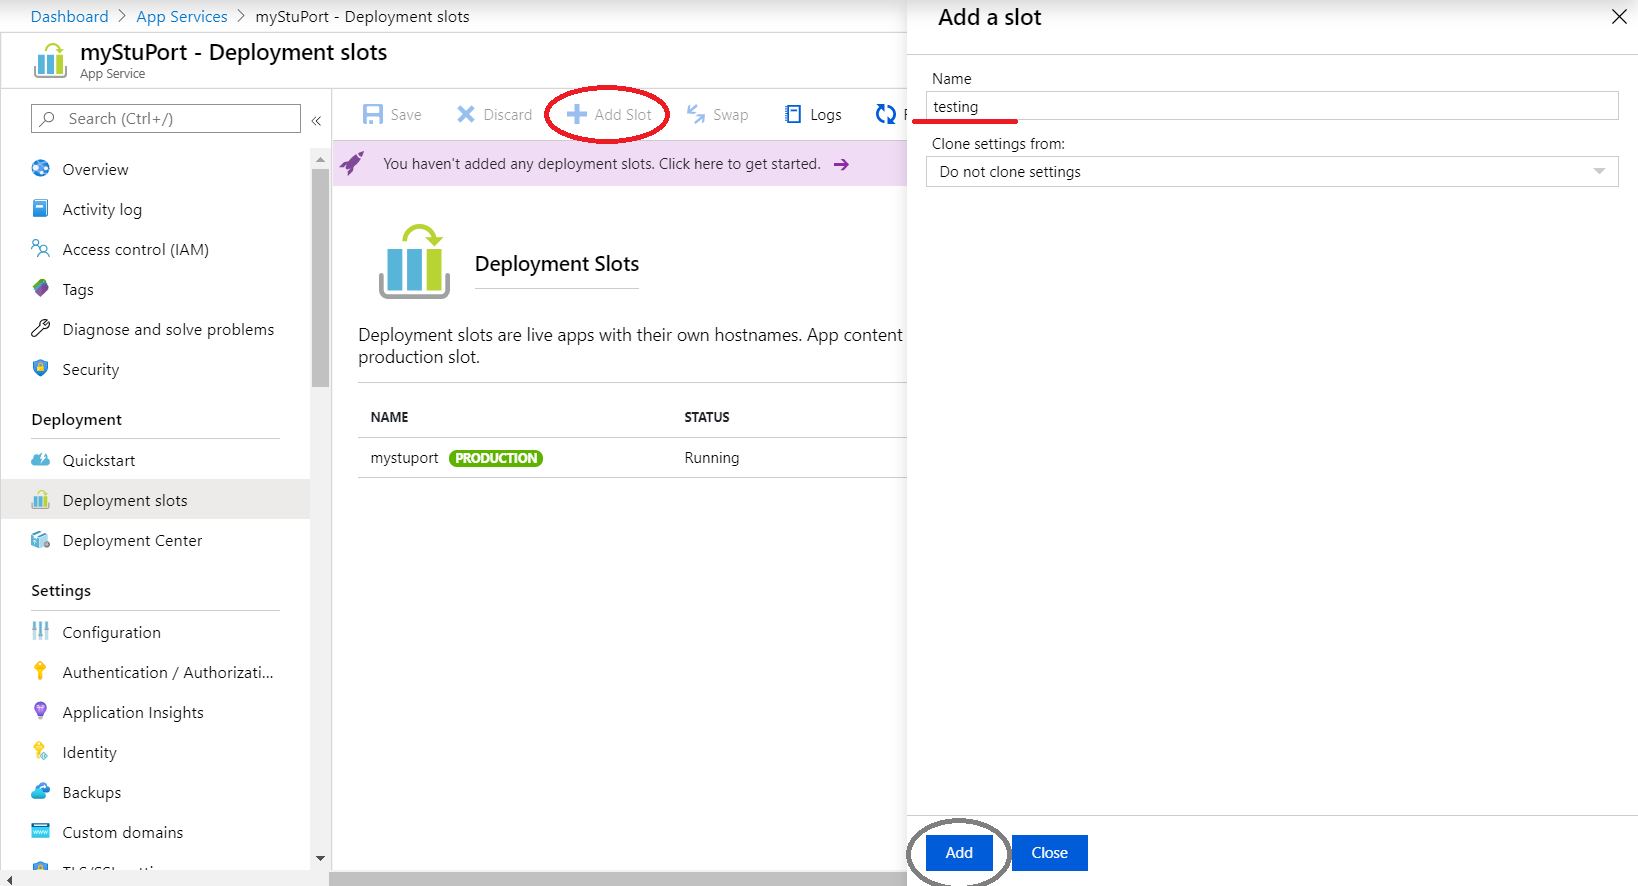 Dashboard > App Services > myStuPort - Deployment slots
myStuPort - Deployment slots
App Service
Search (Ctrl+/)
«
Overview
Activity log
Access control (IAM)
Tags
Diagnose and solve problems
Security
Deployment
Quickstart
Deployment slots
Deployment Center
Settings
Configuration
Authentication / Authorizati...
Application Insights
Identity
Backups
Custom domains
Save Discard Add Slot Swap Logs
You haven't added any deployment slots. Click here to get started. →
Deployment Slots
Deployment slots are live apps with their own hostnames. App content
production slot.
NAME STATUS
mystuport PRODUCTION Running
Add a slot
Name
testing
Clone settings from:
Do not clone settings
Add Close